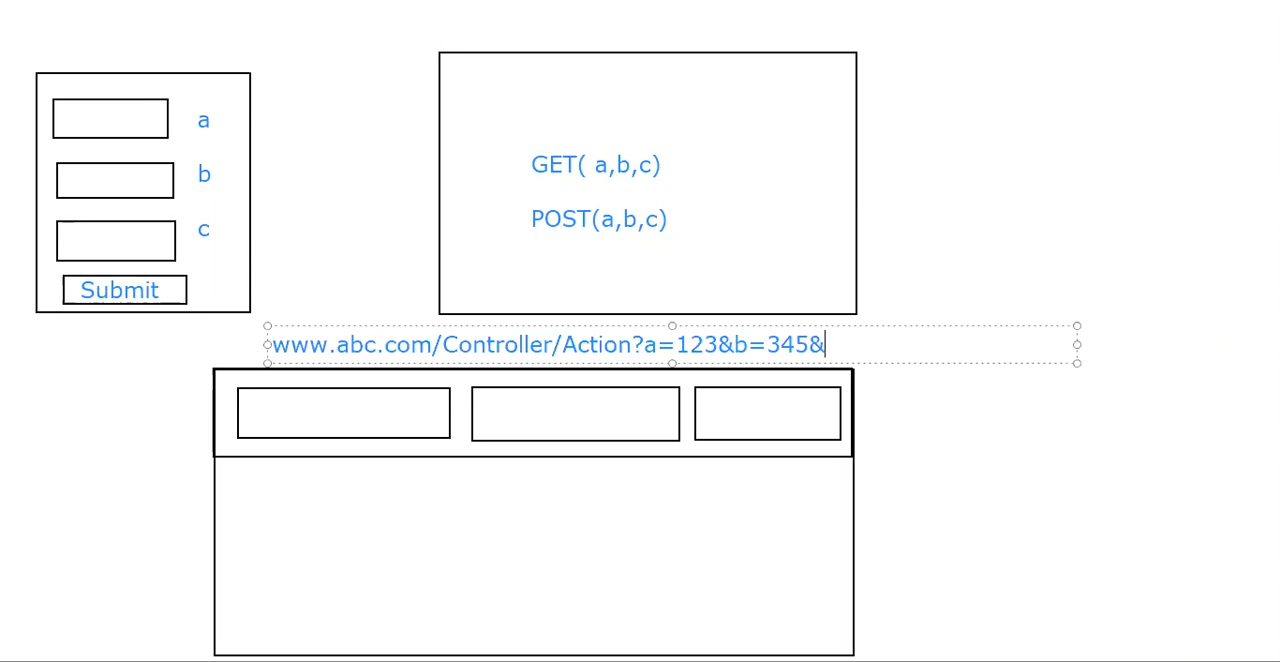 a
b
c
Submit
GET( a,b,c)
POST(a,b,c)
www.abc.com/Controller/Action?a=123&b=345&